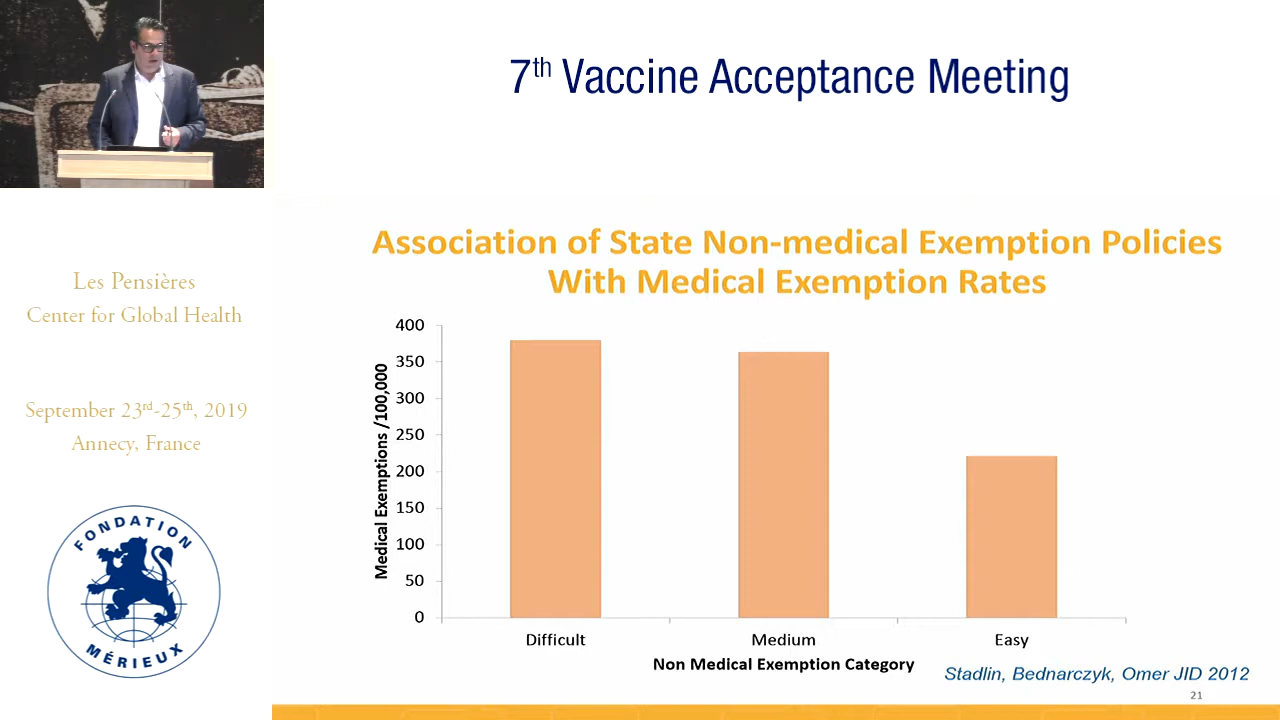 7th Vaccine Acceptance Meeting
Les Pensières
Center for Global Health
September 23rd-25th, 2019
Annecy, France
FONDATION
MÉRIEUX
Association of State Non-medical Exemption Policies
With Medical Exemption Rates
Medical Exemptions /100,000
400
350
300
250
200
150
100
50
0
Difficult
Medium
Easy
Non Medical Exemption Category
Stadlin, Bednarczyk, Omer JID 2012
21